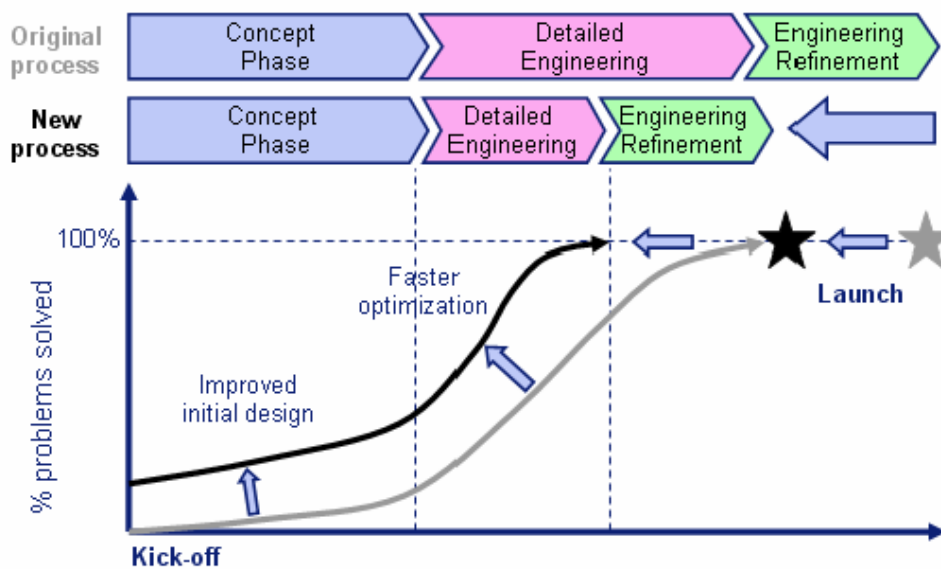 Original
process
Concept
Phase
Detailed
Engineering
Engineering
Refinement
New
process
Concept
Phase
Detailed
Engineering
Engineering
Refinement
100%
Faster
optimization
Launch
% problems solved
Improved
initial design
Kick-off